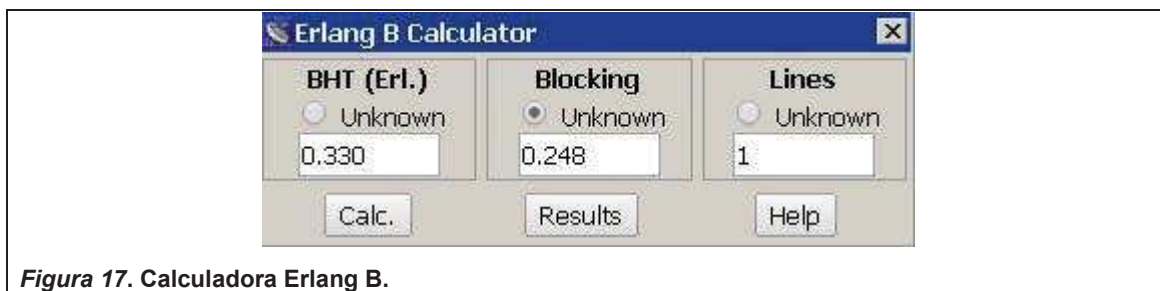 Erlang B Calculator
BHT (Erl.) Blocking Lines
Unknown Unknown Unknown
0.330 0.248 1
Calc. Results Help
Figura 17. Calculadora Erlang B.